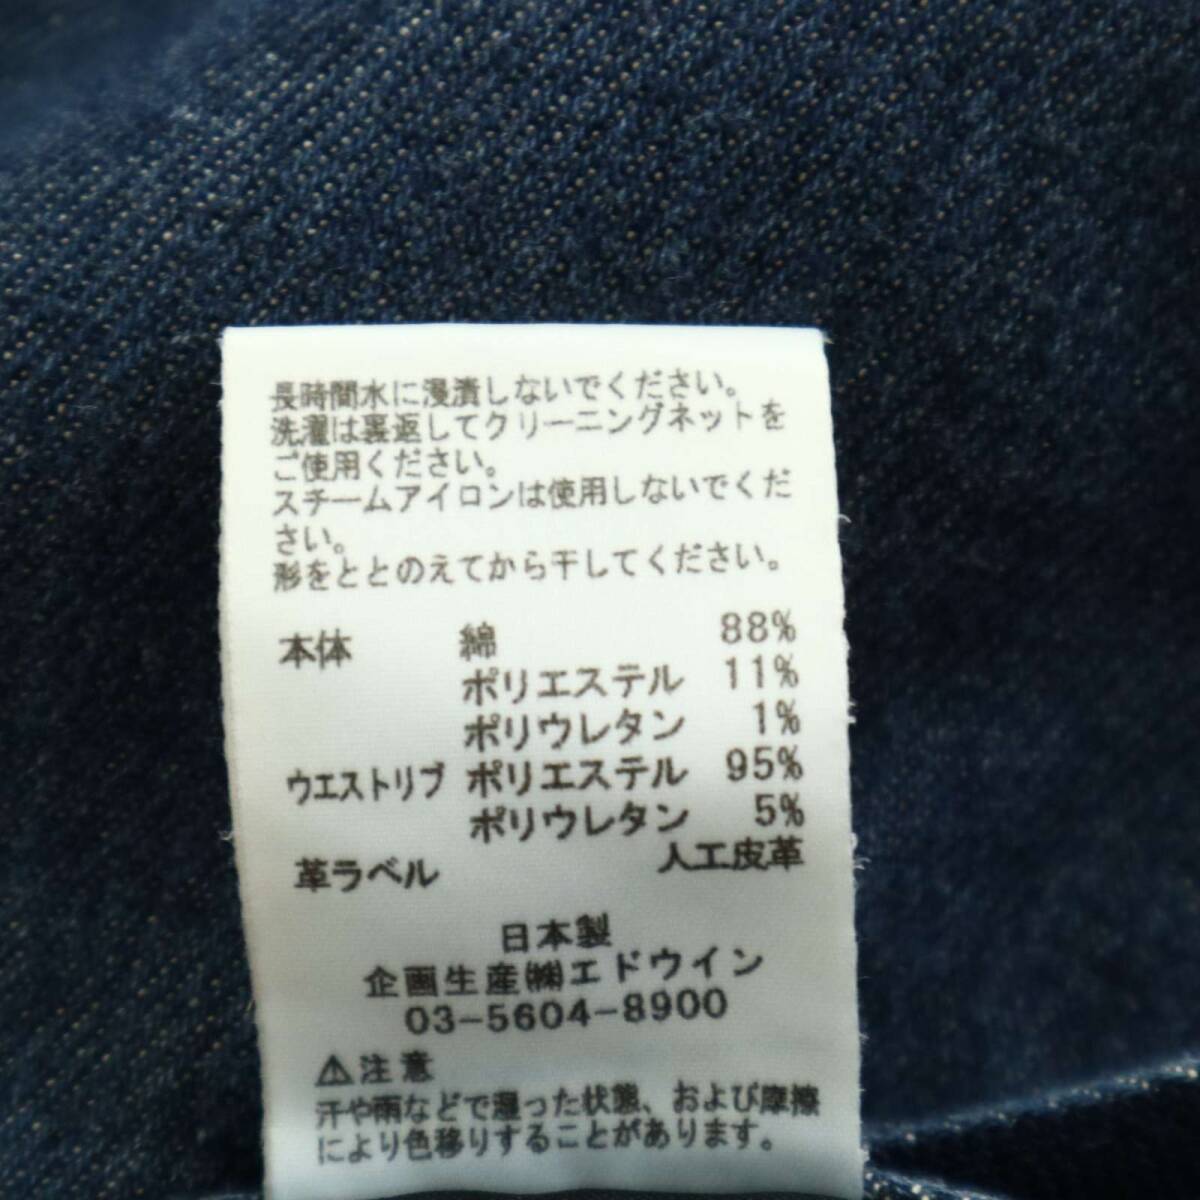 長時間水に浸漬しないでください。
洗濯は裏返してクリーニングネットを
ご使用ください。
スチームアイロンは使用しないでくだ
さい。
形をととのえてから干してください。
本体 綿 88%
ポリエステル 11%
ポリウレタン 1%
ウエストリブ ポリエステル 95%
ポリウレタン 5%
革ラベル 人工皮革
日本製
企画生産㈱エドウイン
03-5604-8900
⚠注意
汗や雨などで湿った状態、および摩擦
により色移りすることがあります。